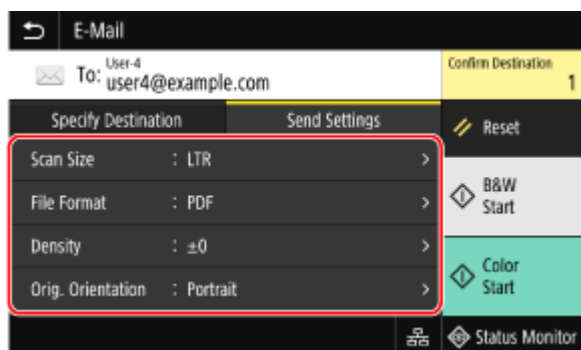 E-Mail
To: User-4
user4@example.com
Confirm Destination
1
Specify Destination
Send Settings
Reset
Scan Size : LTR
File Format : PDF
Density : ±0
Orig. Orientation : Portrait
B&W
Start
Color
Start
Status Monitor